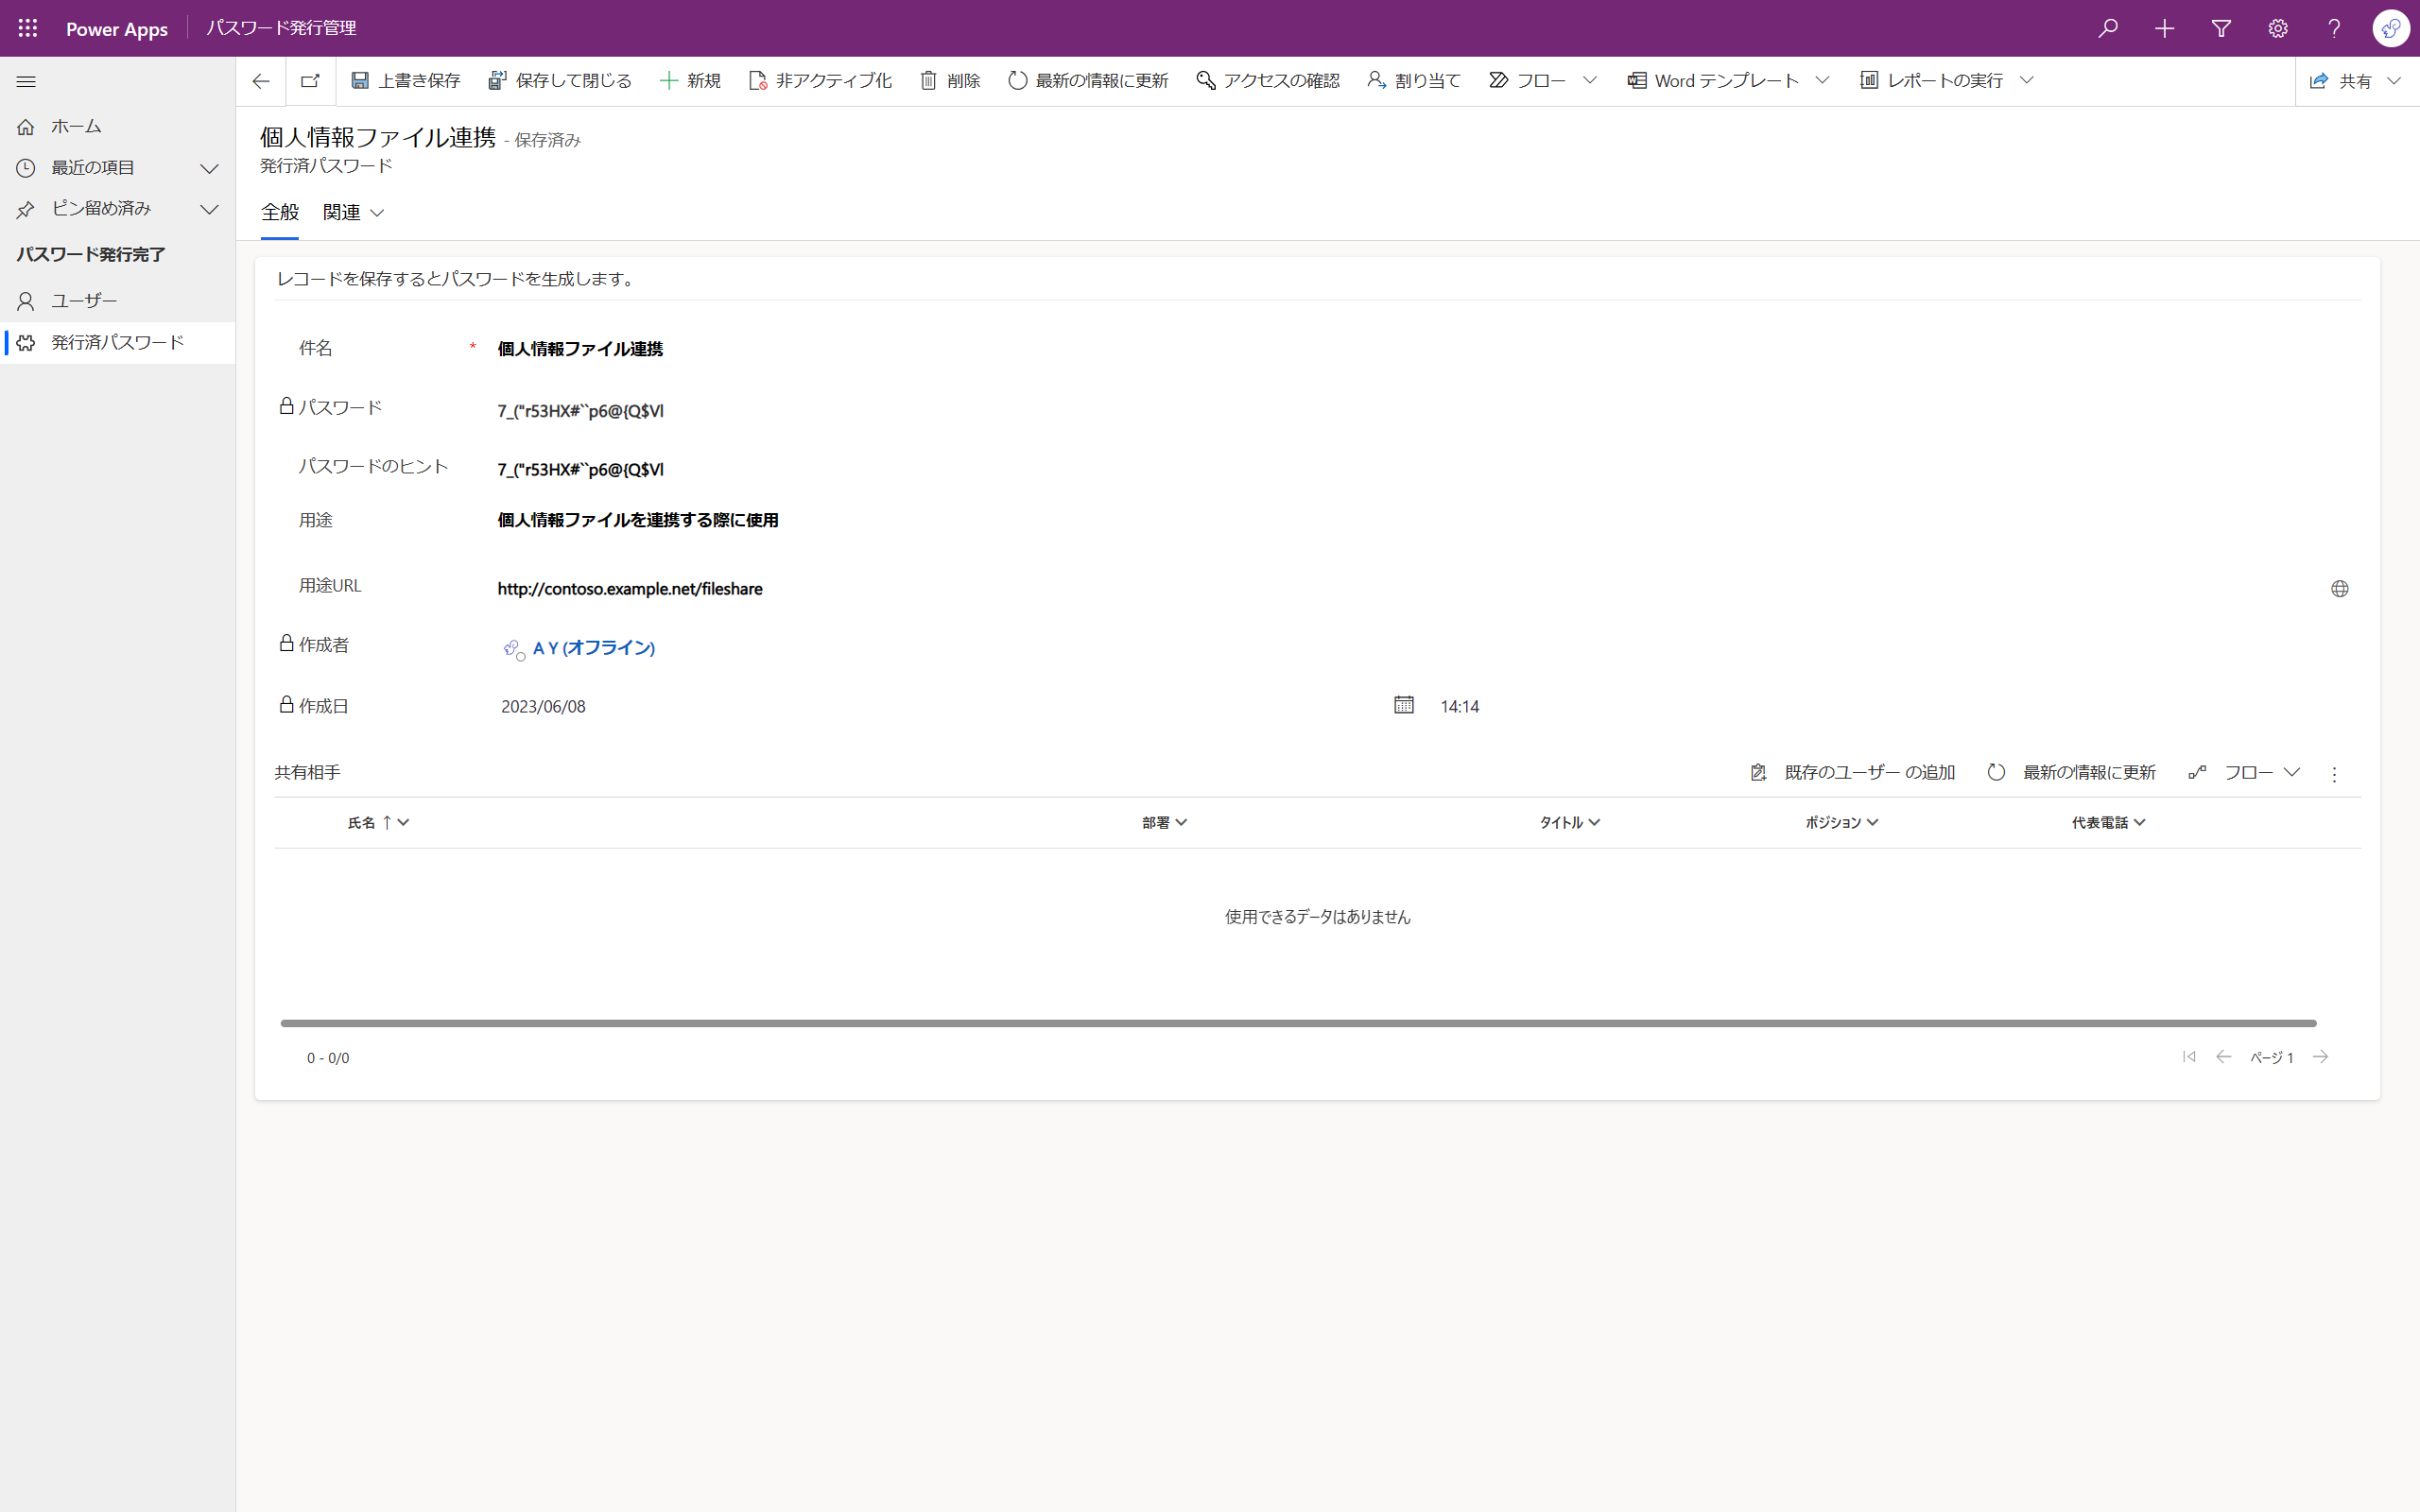 Power Apps パスワード発行管理
上書き保存 保存して閉じる 新規 非アクティブ化 削除 最新の情報に更新 アクセスの確認 割り当て フロー Word テンプレート レポートの実行 共有
ホーム
最近の項目
ピン留め済み
パスワード発行完了
ユーザー
発行済パスワード
個人情報ファイル連携 - 保存済み
発行済パスワード
全般 関連
レコードを保存するとパスワードを生成します。
件名 * 個人情報ファイル連携
パスワード 7_("r53HX#``p6@{Q$Vl
パスワードのヒント 7_("r53HX#``p6@{Q$Vl
用途 個人情報ファイルを連携する際に使用
用途URL http://contoso.example.net/fileshare
作成者 A Y (オフライン)
作成日 2023/06/08 14:14
共有相手 既存のユーザー の追加 最新の情報に更新 フロー
氏名 ↑ 部署 タイトル ポジション 代表電話
使用できるデータはありません
0 - 0/0 ページ 1